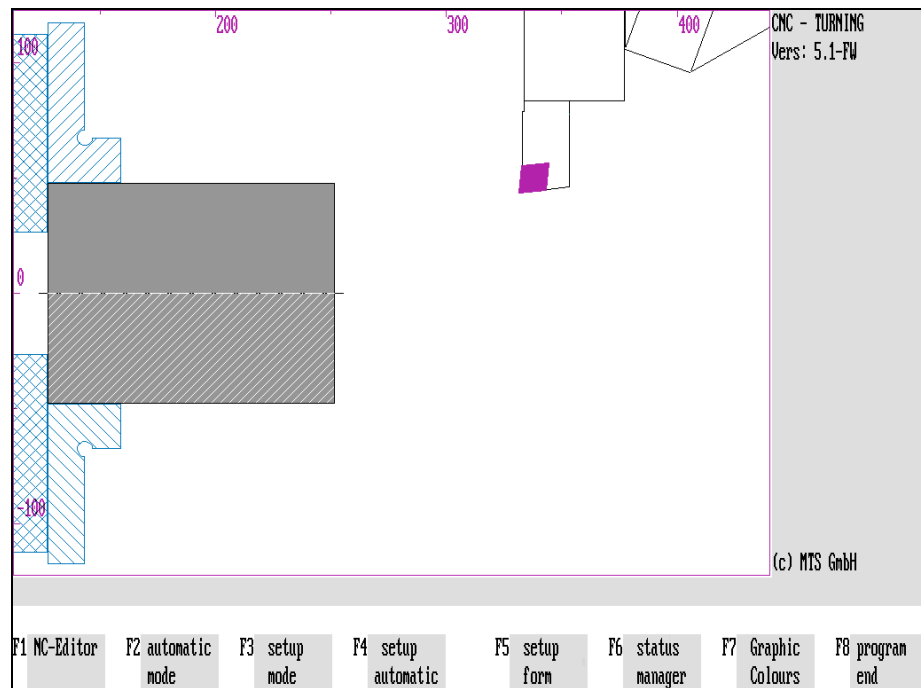 200 300 400
CNC - TURNING
Vers: 5.1-FW
100
0
-100
(c) MTS GmbH
F1 NC-Editor
F2 automatic mode
F3 setup mode
F4 setup automatic
F5 setup form
F6 status manager
F7 Graphic Colours
F8 program end